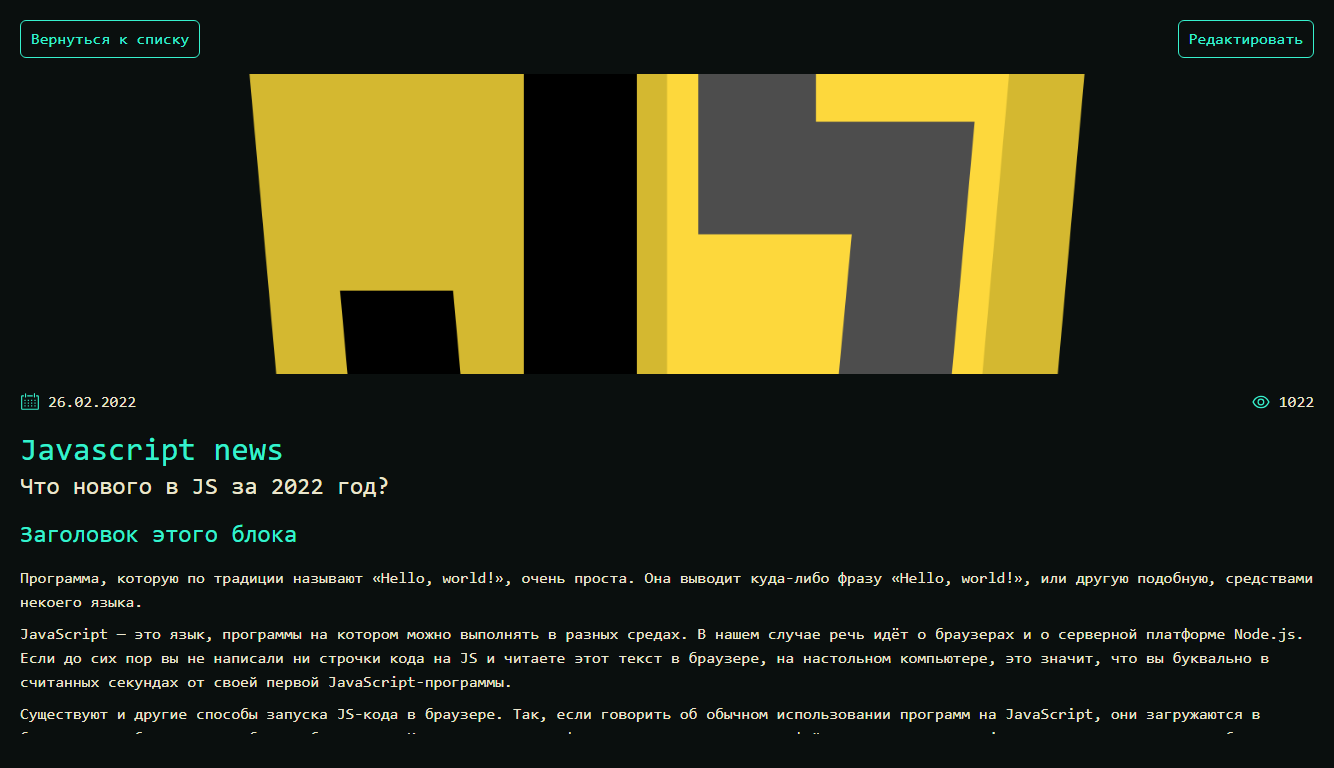 Вернуться к списку
Редактировать
26.02.2022
1022
Javascript news
Что нового в JS за 2022 год?
Заголовок этого блока
Программа, которую по традиции называют «Hello, world!», очень проста. Она выводит куда-либо фразу «Hello, world!», или другую подобную, средствами
некоего языка.
JavaScript — это язык, программы на котором можно выполнять в разных средах. В нашем случае речь идёт о браузерах и о серверной платформе Node.js.
Если до сих пор вы не написали ни строчки кода на JS и читаете этот текст в браузере, на настольном компьютере, это значит, что вы буквально в
считанных секундах от своей первой JavaScript-программы.
Существуют и другие способы запуска JS-кода в браузере. Так, если говорить об обычном использовании программ на JavaScript, они загружаются в